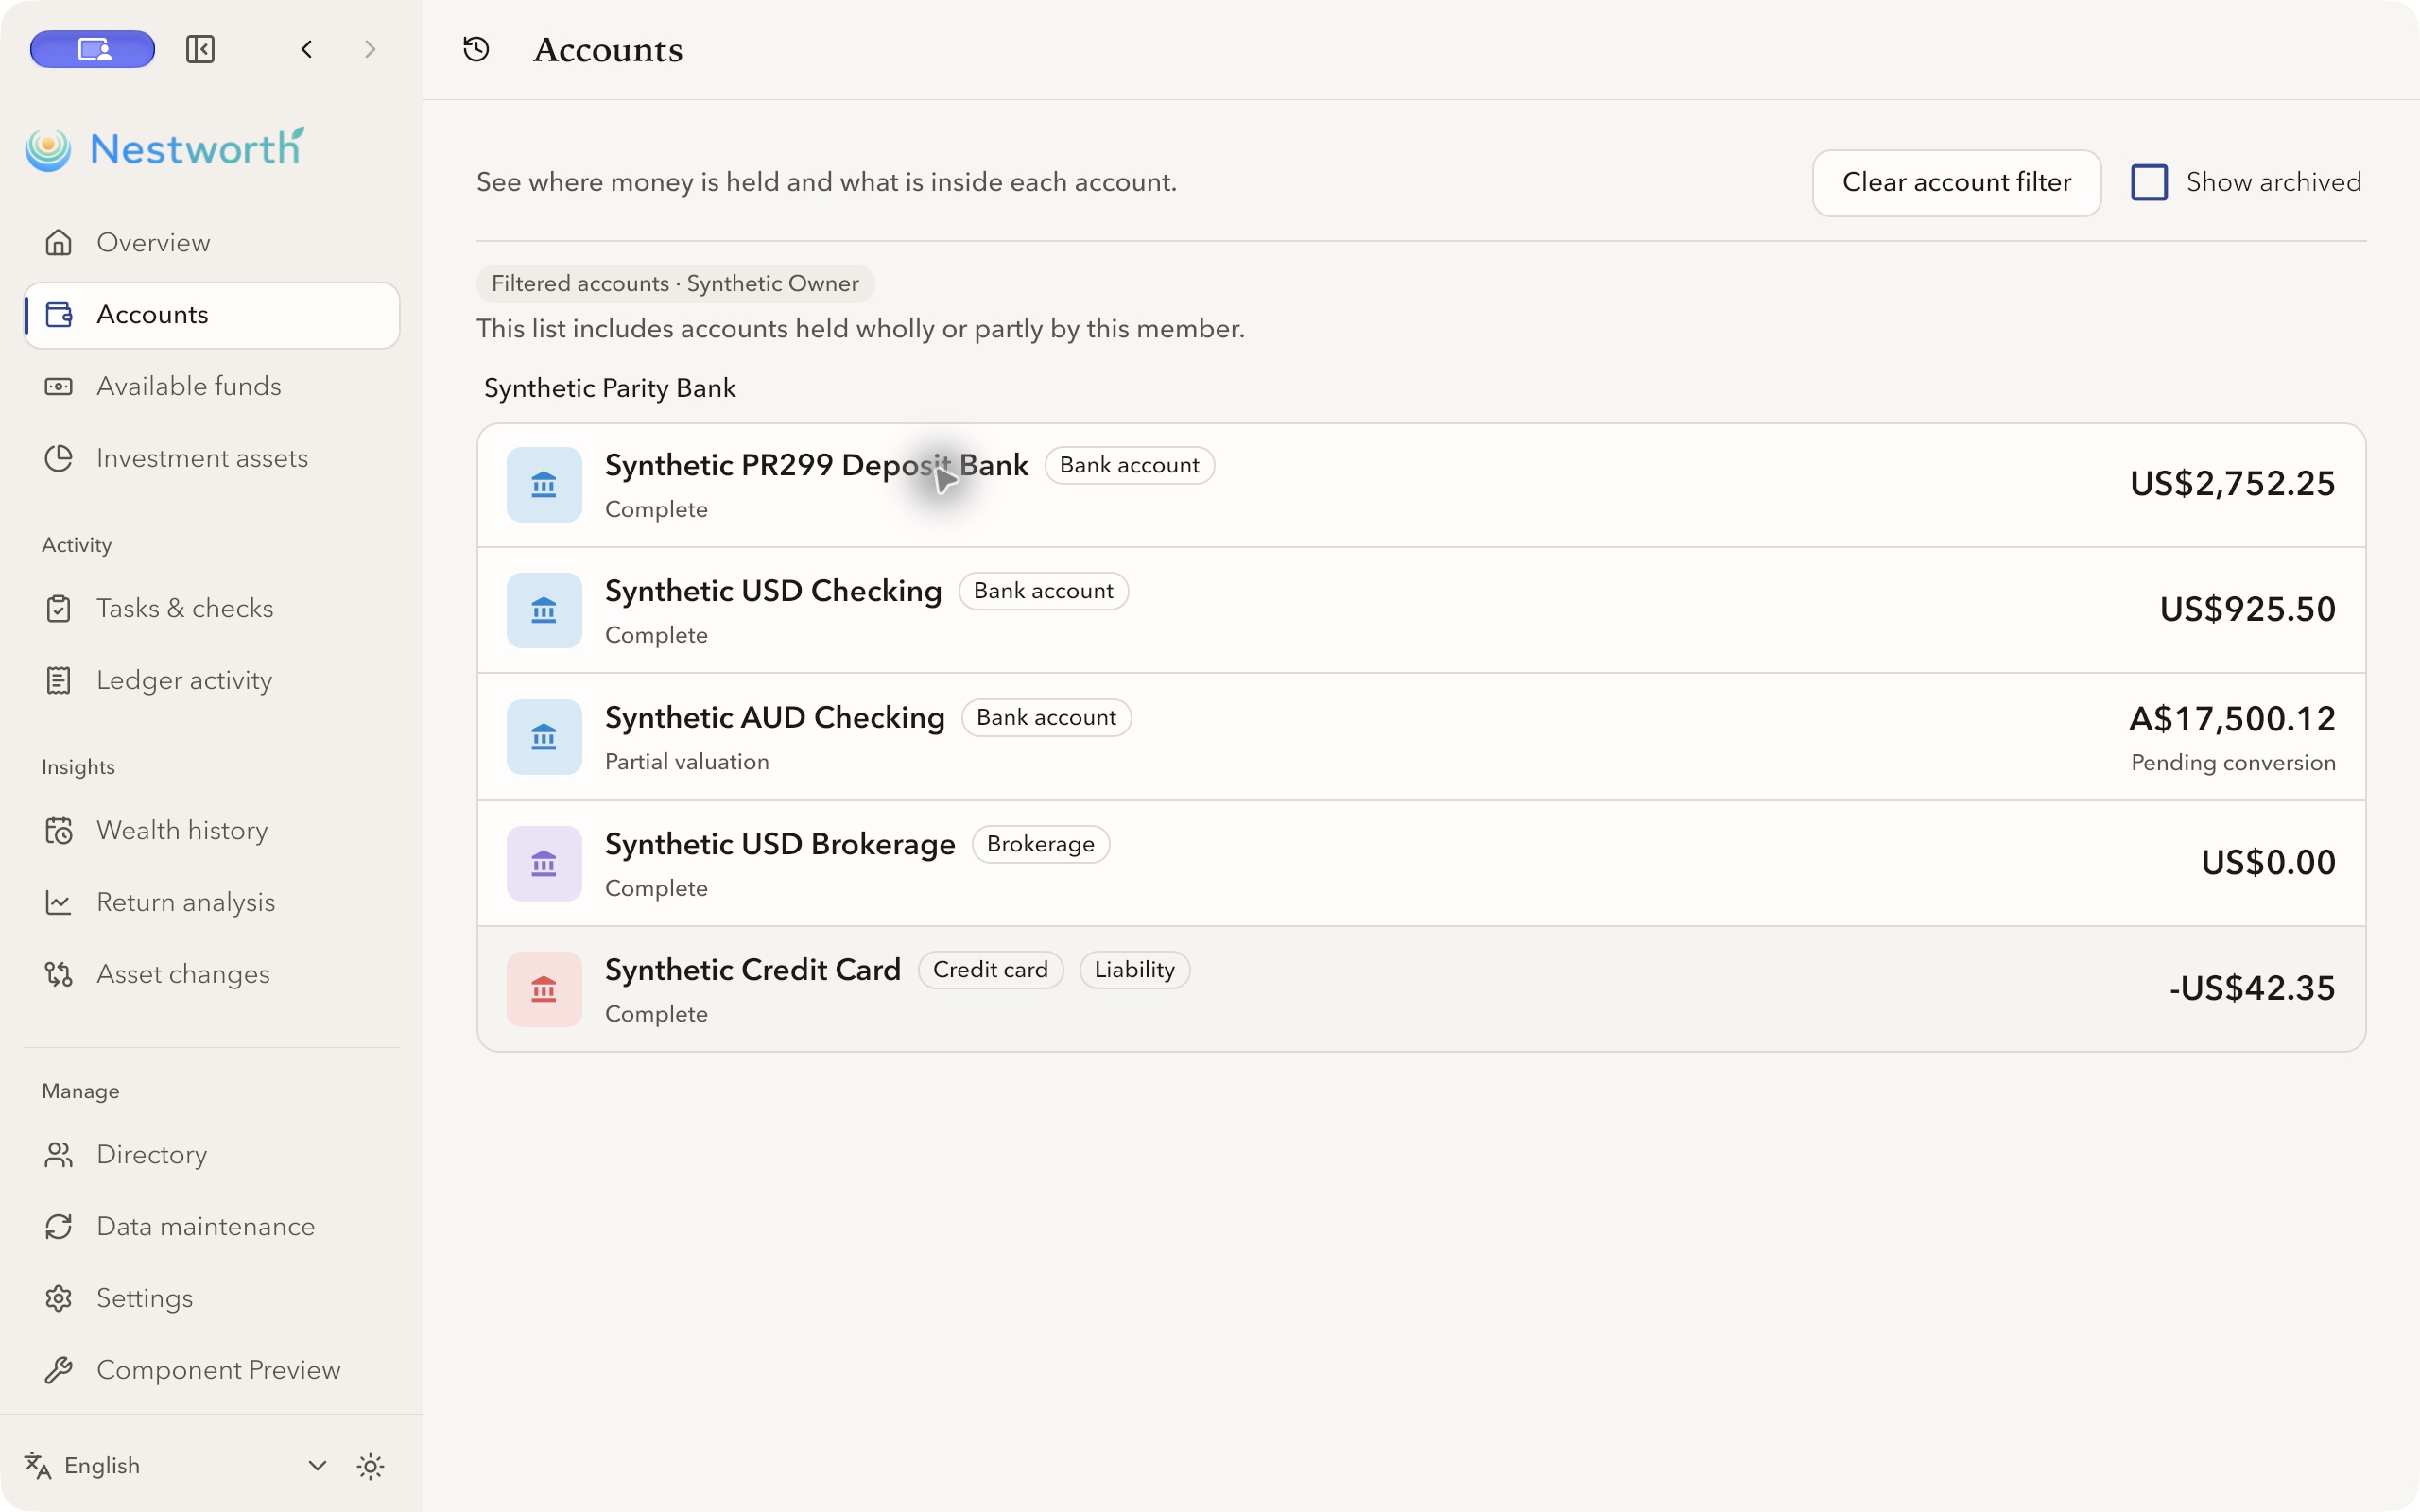 Accounts
Nestworth
Overview
Accounts
Available funds
Investment assets
Activity
Tasks & checks
Ledger activity
Insights
Wealth history
Return analysis
Asset changes
Manage
Directory
Data maintenance
Settings
Component Preview
English
See where money is held and what is inside each account.
Clear account filter
Show archived
Filtered accounts · Synthetic Owner
This list includes accounts held wholly or partly by this member.
Synthetic Parity Bank
Synthetic PR299 Deposit Bank Bank account
Complete
US$2,752.25
Synthetic USD Checking Bank account
Complete
US$925.50
Synthetic AUD Checking Bank account
Partial valuation
A$17,500.12
Pending conversion
Synthetic USD Brokerage Brokerage
Complete
US$0.00
Synthetic Credit Card Credit card Liability
Complete
-US$42.35